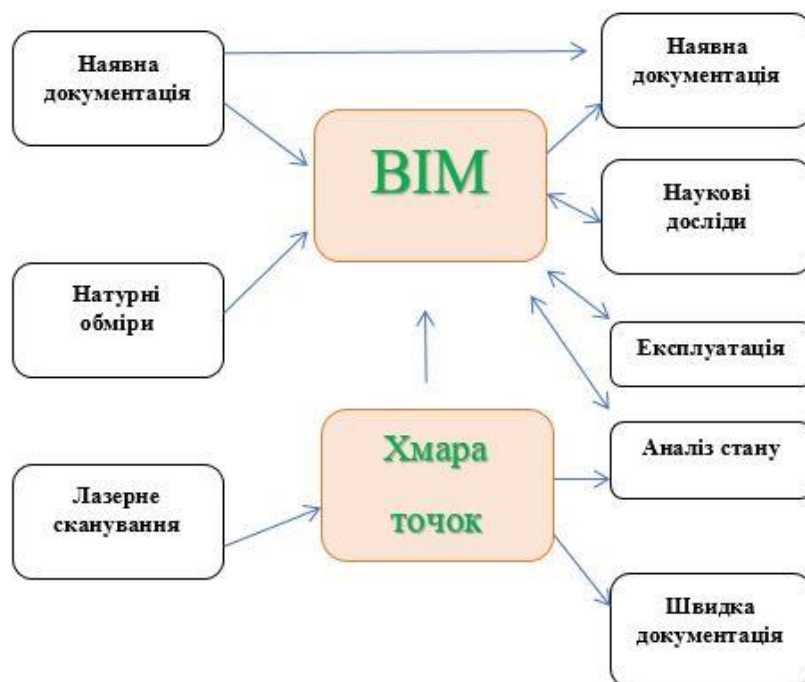 Наявна
документація
Наявна
документація
BIM
Наукові
досліди
Натурні
обміри
Експлуатація
Хмара
точок
Аналіз стану
Лазерне
сканування
Швидка
документація